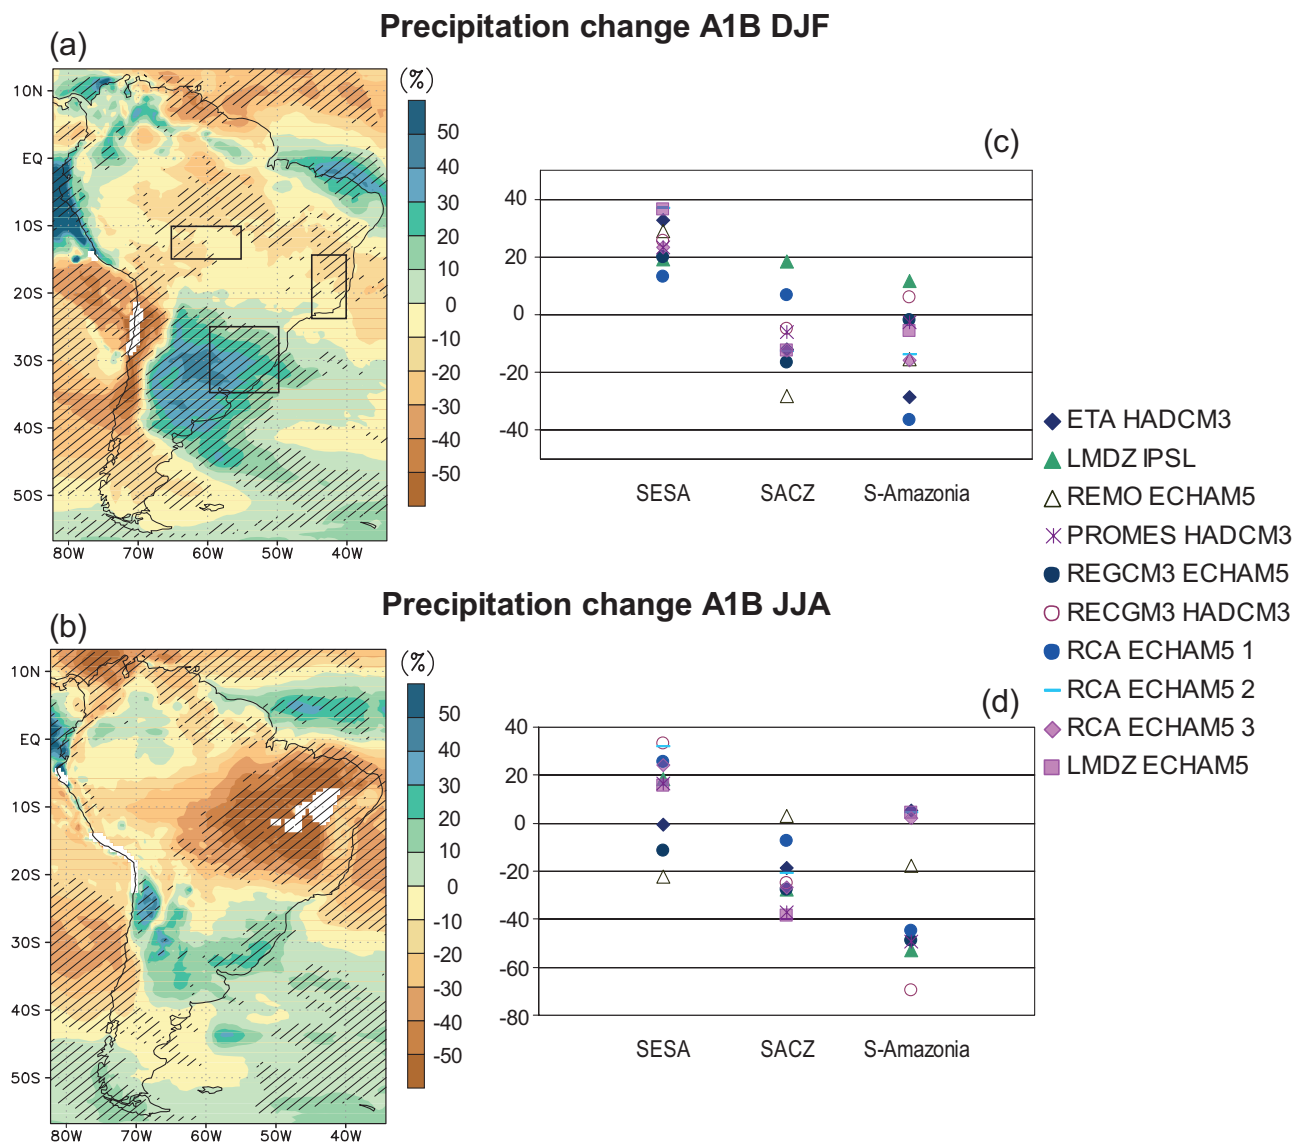 Precipitation change A1B DJF
(a)
(%)
10N
EQ
10S
20S
30S
40S
50S
80W 70W 60W 50W 40W
50
40
30
20
10
0
-10
-20
-30
-40
-50
(c)
40
20
0
-20
-40
SESA SACZ S-Amazonia
ETA HADCM3
LMDZ IPSL
REMO ECHAM5
PROMES HADCM3
REGCM3 ECHAM5
RECGM3 HADCM3
RCA ECHAM5 1
RCA ECHAM5 2
RCA ECHAM5 3
LMDZ ECHAM5
Precipitation change A1B JJA
(b)
(%)
10N
EQ
10S
20S
30S
40S
50S
80W 70W 60W 50W 40W
50
40
30
20
10
0
-10
-20
-30
-40
-50
(d)
40
20
0
-20
-40
-60
-80
SESA SACZ S-Amazonia